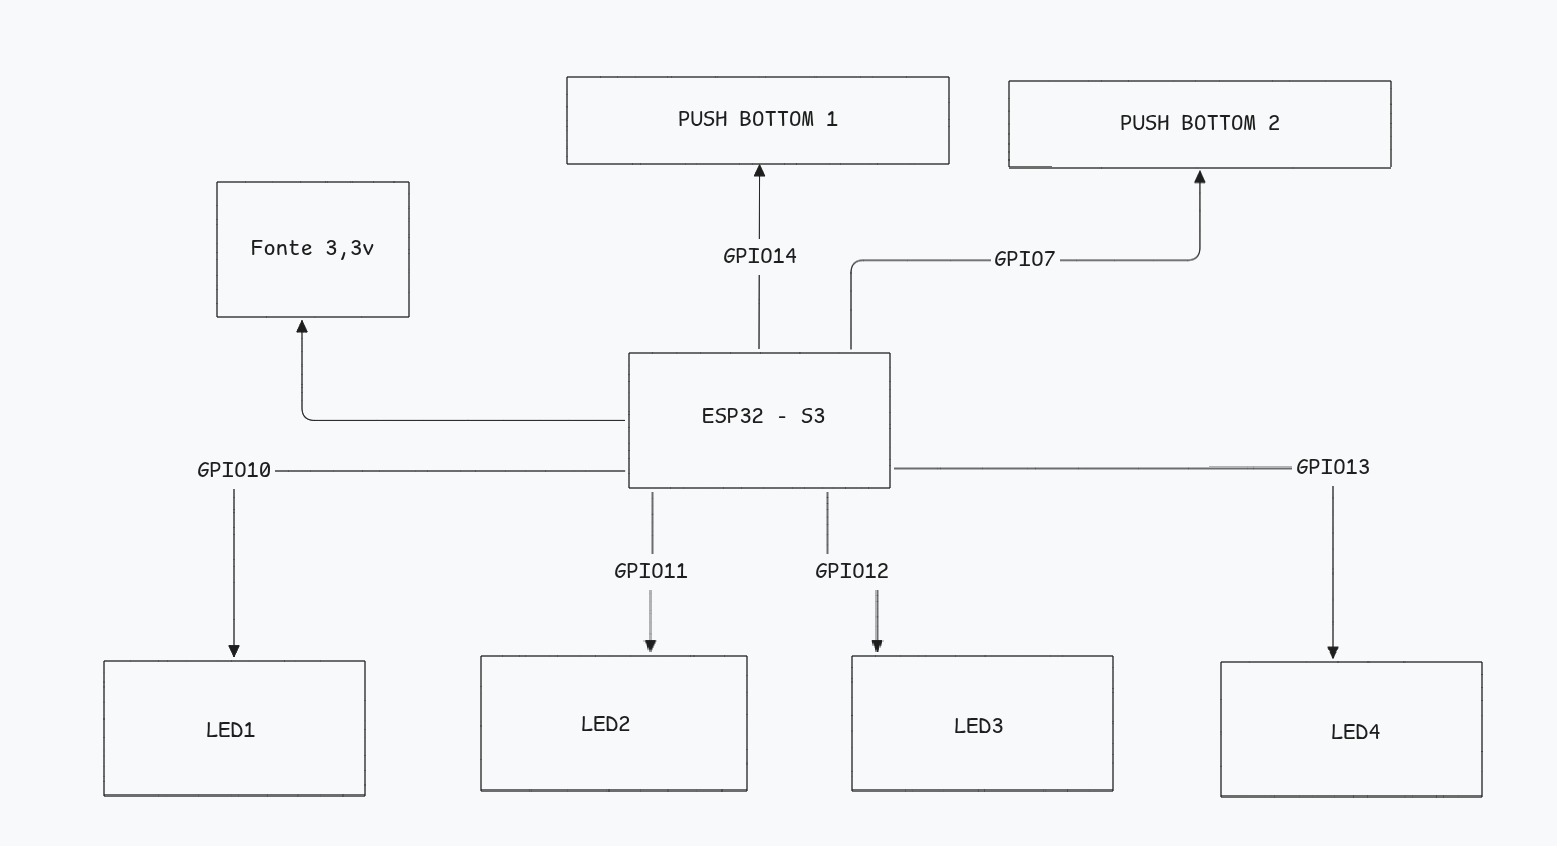 PUSH BOTTOM 1
PUSH BOTTOM 2
Fonte 3,3v
GPIO14
GPIO7
ESP32 - S3
GPIO10
GPIO13
GPIO11
GPIO12
LED1
LED2
LED3
LED4